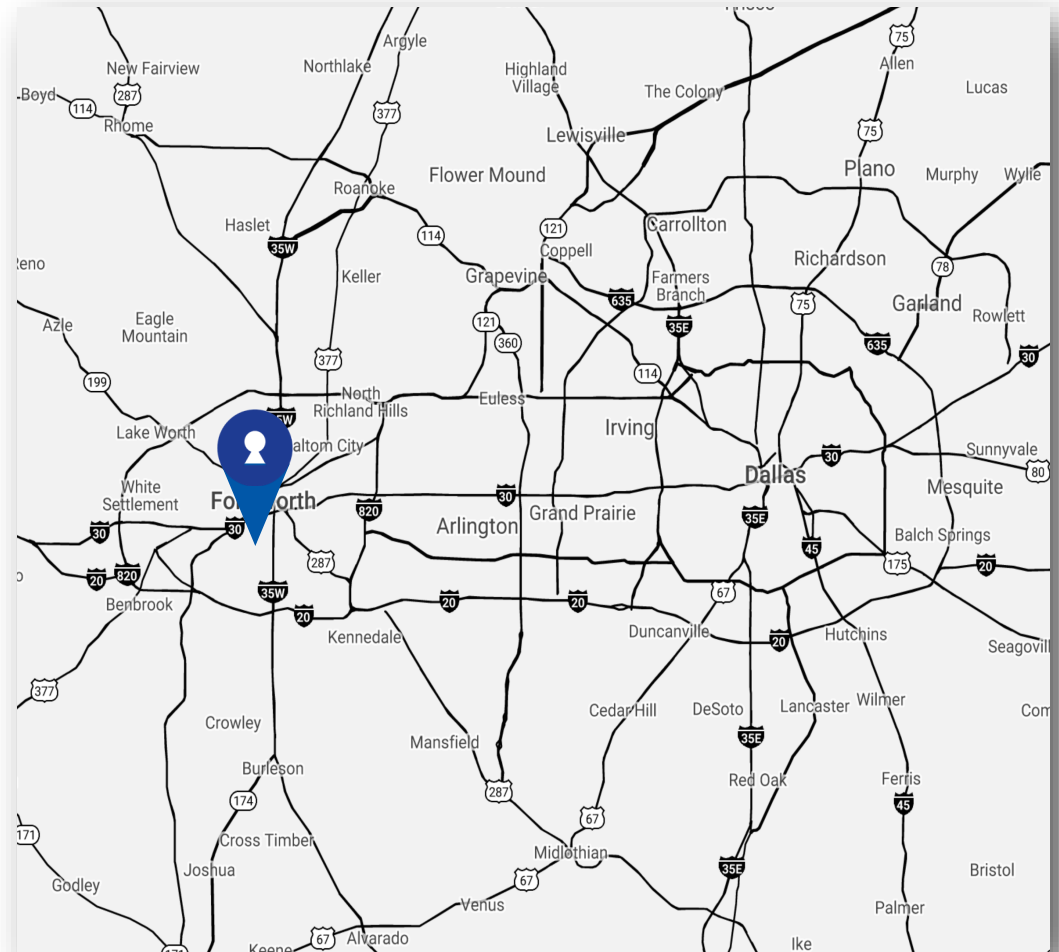 Argyle
75
New Fairview
Northlake
Highland
Village
Allen
Boyd
114
287
377
The Colony
Lucas
Rhome
Lewisville
75
Flower Mound
Plano
Murphy
Wylie
Roanoke
Haslet
35W
114
121
Carrollton
Coppell
Richardson
78
Keller
Grapevine
635
Farmers
Branch
75
Garland
Rowlett
Azle
Eagle
Mountain
121
360
35E
635
30
377
199
114
North
Richland Hills
Euless
Lake Worth
Irving
30
Sunnyvale
80
Dallas
White
Settlement
820
30
Arlington
Grand Prairie
Mesquite
30
30
35E
45
Balch Springs
20
820
287
175
20
Benbrook
35W
20
20
20
67
Kennedale
Duncanville
20
Hutchins
377
Crowley
Cedar Hill
DeSoto
Lancaster
Wilmer
Mansfield
35E
Burleson
287
Red Oak
Ferris
174
67
45
171
Cross Timber
Midlothian
Joshua
35E
Godley
67
Bristol
Venus
Palmer
67
Alvarado
Keene
Ike